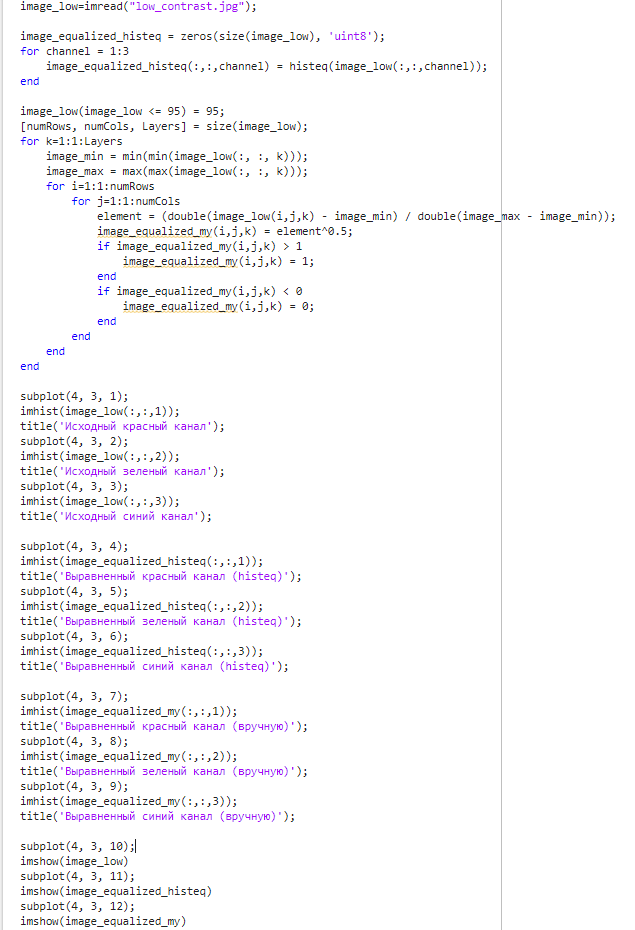 image_low=imread("low_contrast.jpg");
image_equalized_histeq = zeros(size(image_low), 'uint8');
for channel = 1:3
image_equalized_histeq(:,:,channel) = histeq(image_low(:,:,channel));
end
image_low(image_low <= 95) = 95;
[numRows, numCols, Layers] = size(image_low);
for k=1:1:Layers
image_min = min(min(image_low(:, :, k)));
image_max = max(max(image_low(:, :, k)));
for i=1:1:numRows
for j=1:1:numCols
element = (double(image_low(i,j,k) - image_min) / double(image_max - image_min));
image_equalized_my(i,j,k) = element^0.5;
if image_equalized_my(i,j,k) > 1
image_equalized_my(i,j,k) = 1;
end
if image_equalized_my(i,j,k) < 0
image_equalized_my(i,j,k) = 0;
end
end
end
end
subplot(4, 3, 1);
imhist(image_low(:,:,1));
title('Исходный красный канал');
subplot(4, 3, 2);
imhist(image_low(:,:,2));
title('Исходный зеленый канал');
subplot(4, 3, 3);
imhist(image_low(:,:,3));
title('Исходный синий канал');
subplot(4, 3, 4);
imhist(image_equalized_histeq(:,:,1));
title('Выравненный красный канал (histeq)');
subplot(4, 3, 5);
imhist(image_equalized_histeq(:,:,2));
title('Выравненный зеленый канал (histeq)');
subplot(4, 3, 6);
imhist(image_equalized_histeq(:,:,3));
title('Выравненный синий канал (histeq)');
subplot(4, 3, 7);
imhist(image_equalized_my(:,:,1));
title('Выравненный красный канал (вручную)');
subplot(4, 3, 8);
imhist(image_equalized_my(:,:,2));
title('Выравненный зеленый канал (вручную)');
subplot(4, 3, 9);
imhist(image_equalized_my(:,:,3));
title('Выравненный синий канал (вручную)');
subplot(4, 3, 10);
imshow(image_low)
subplot(4, 3, 11);
imshow(image_equalized_histeq)
subplot(4, 3, 12);
imshow(image_equalized_my)